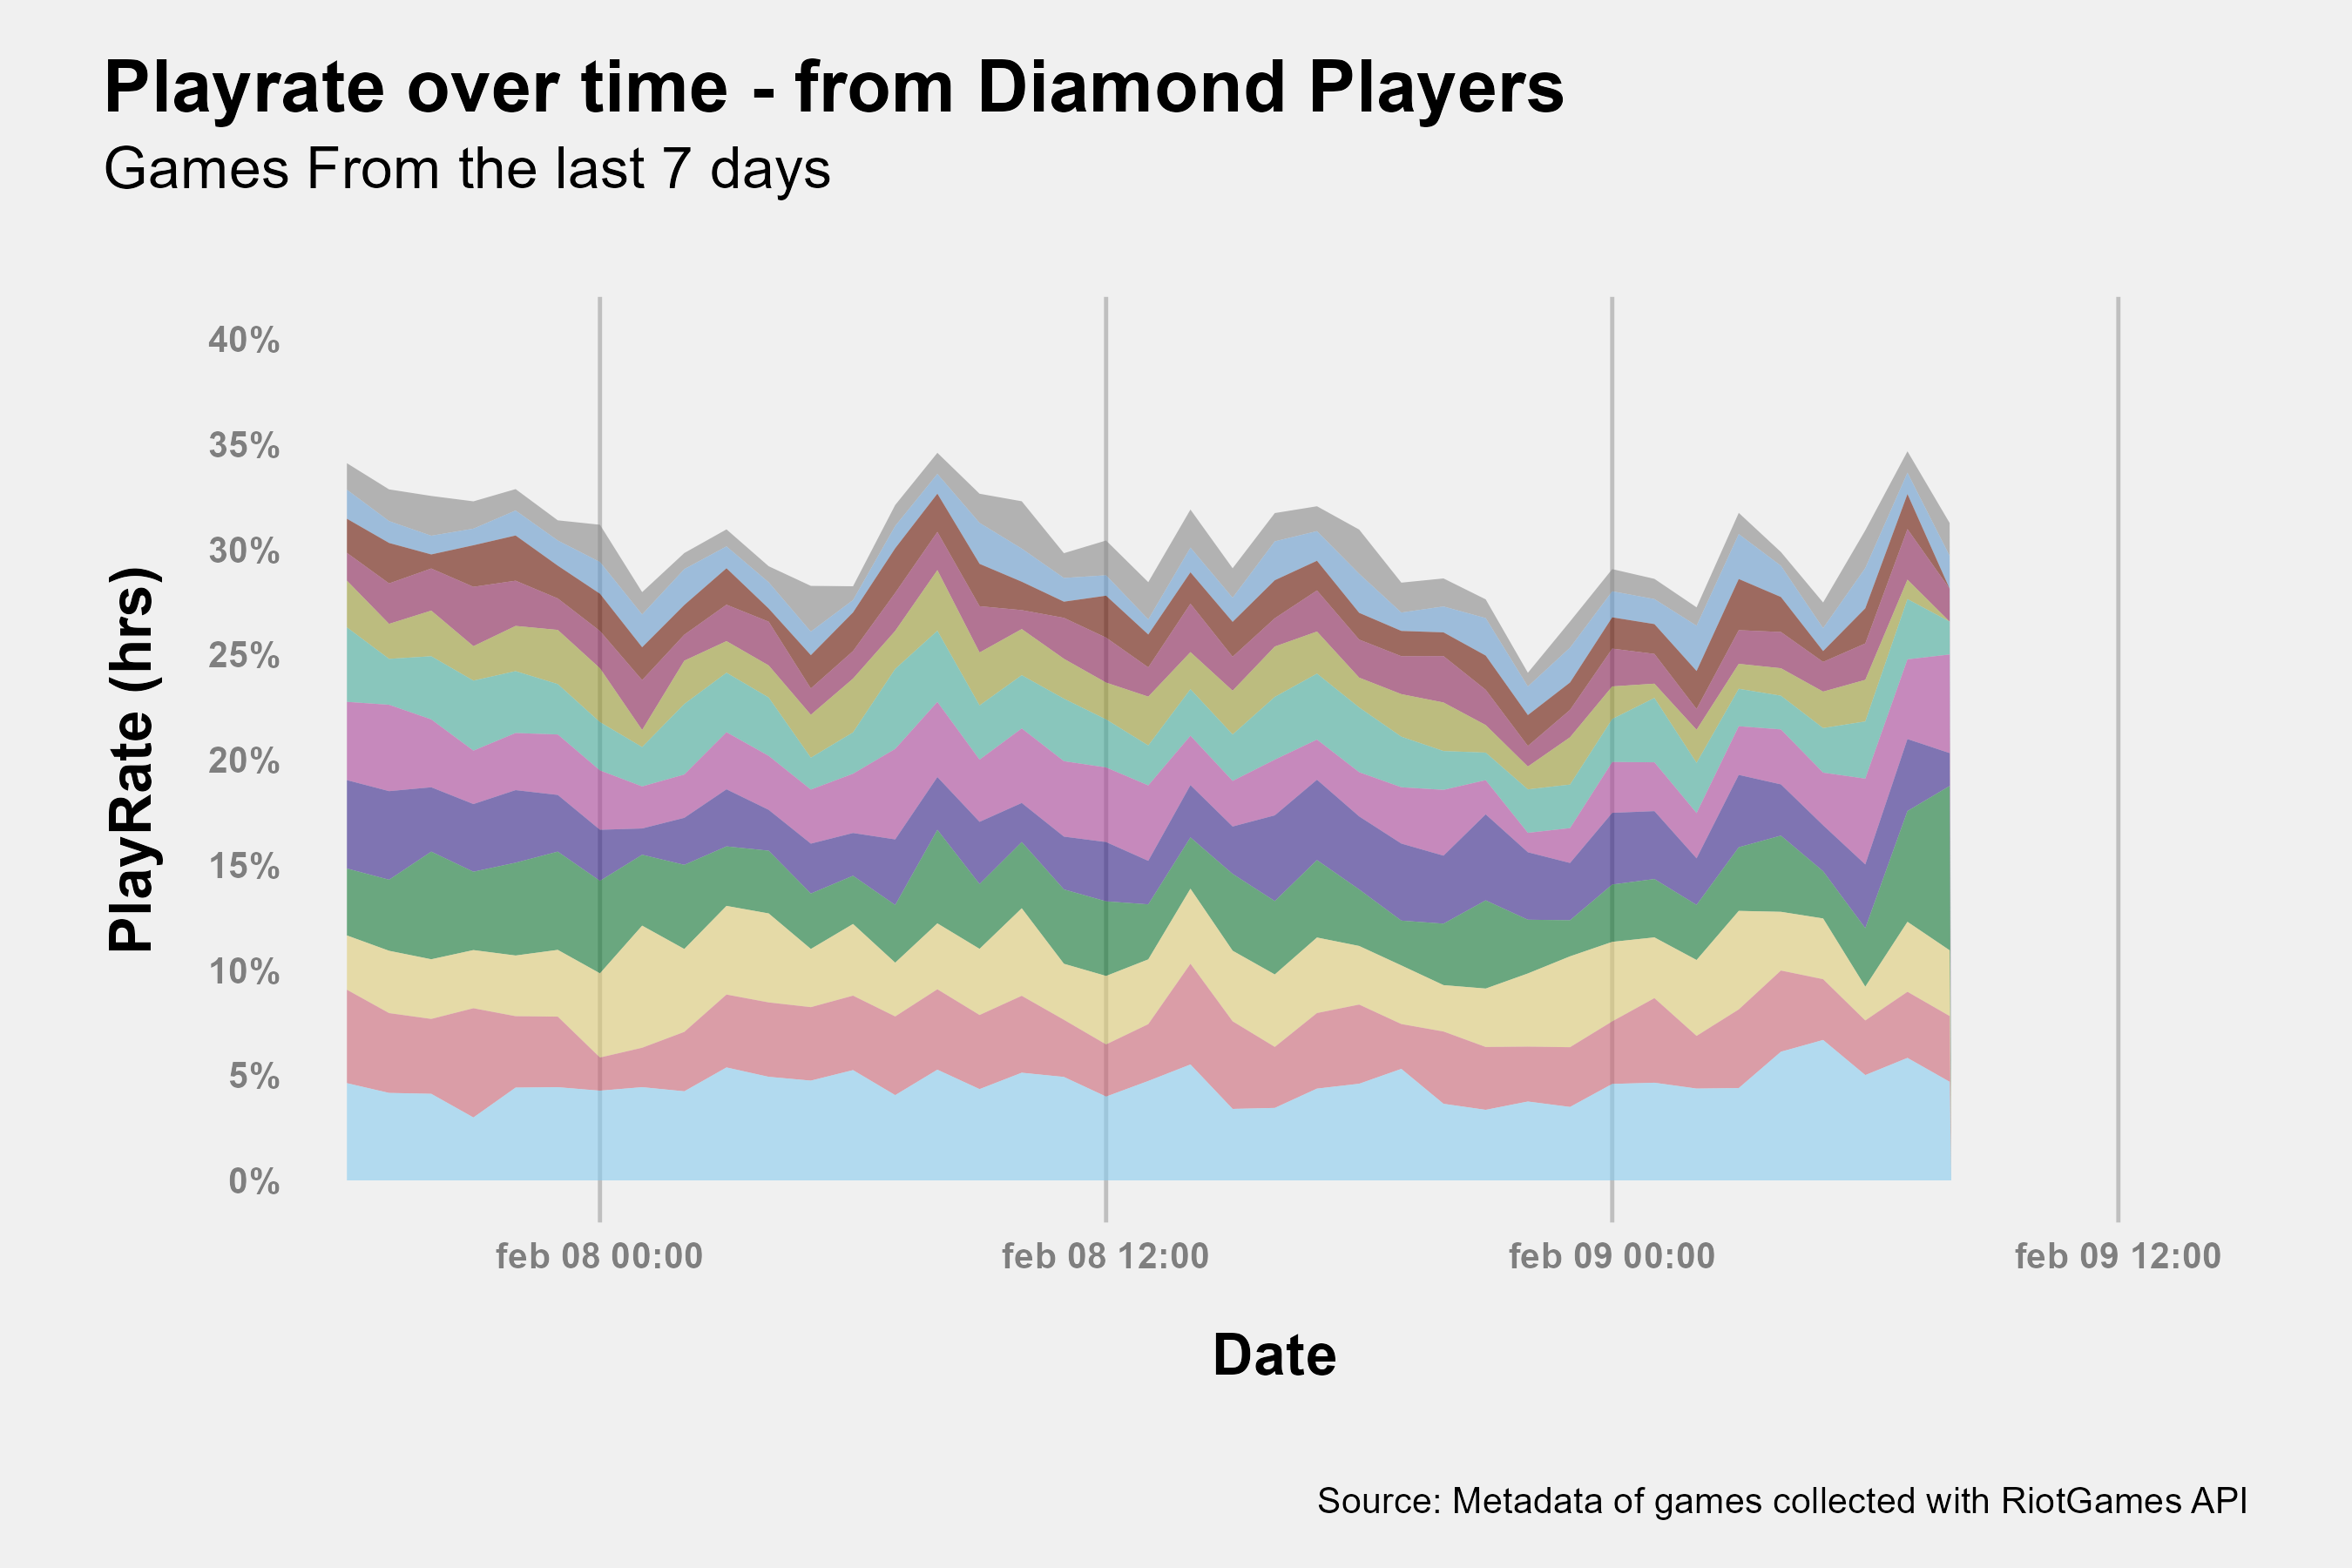 Playrate over time - from Diamond Players
Games From the last 7 days
PlayRate (hrs)
40%
35%
30%
25%
20%
15%
10%
5%
0%
feb 08 00:00
feb 08 12:00
feb 09 00:00
feb 09 12:00
Date
Source: Metadata of games collected with RiotGames API